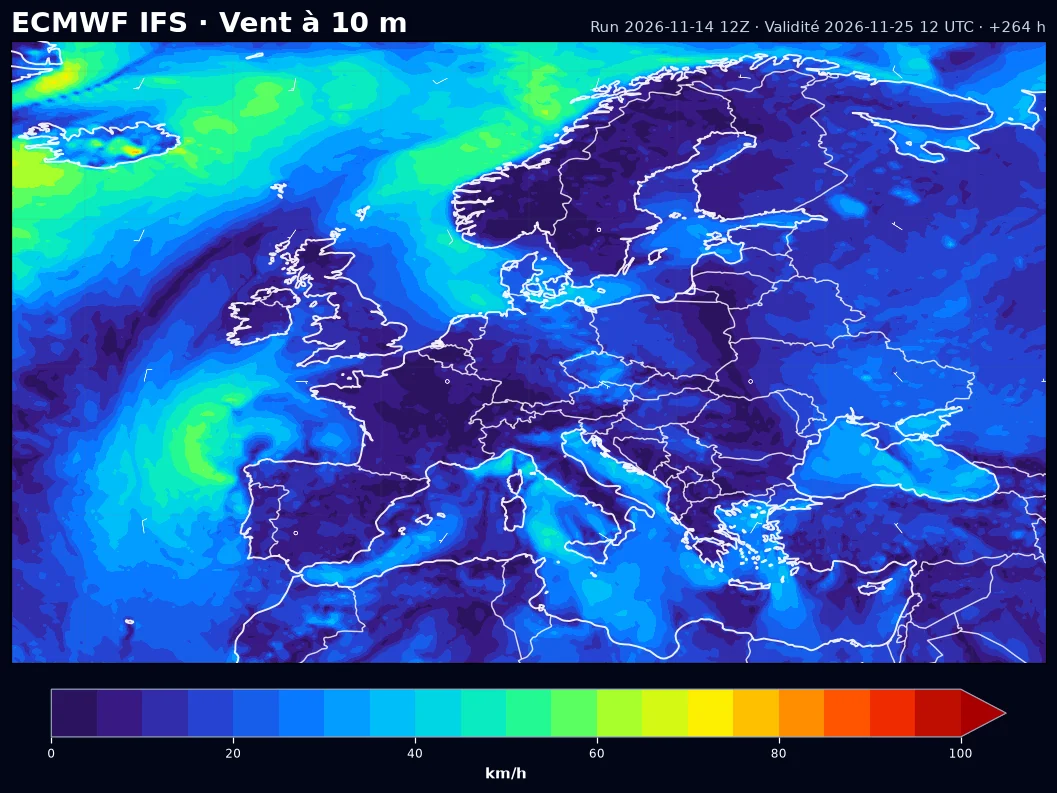 ECMWF IFS · Vent à 10 m
Run 2026-11-14 12Z · Validité 2026-11-25 12 UTC · +264 h
0 20 40 60 80 100
km/h